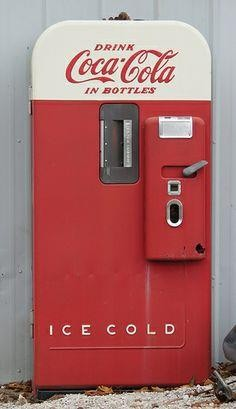 DRINK
Coca-Cola
IN BOTTLES
ICE COLD